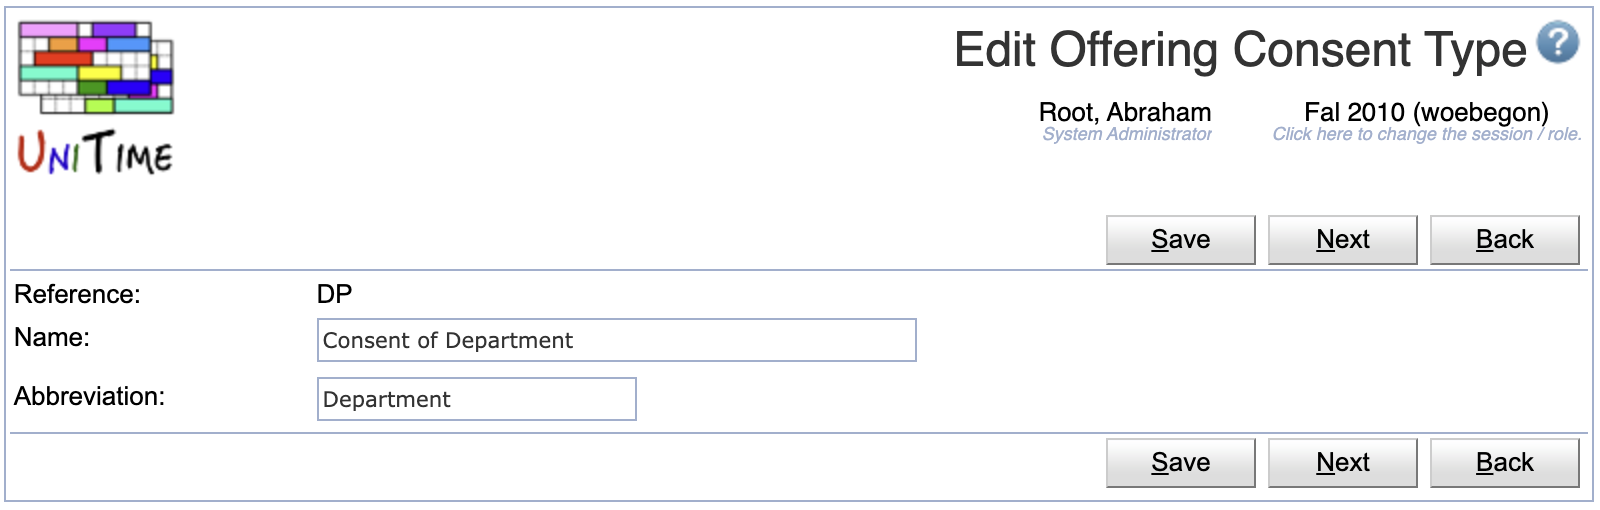 Edit Offering Consent Type ?
UNITIME
Root, Abraham Fal 2010 (woebegon)
System Administrator Click here to change the session / role.
Save Next Back
Reference: DP
Name: Consent of Department
Abbreviation: Department
Save Next Back